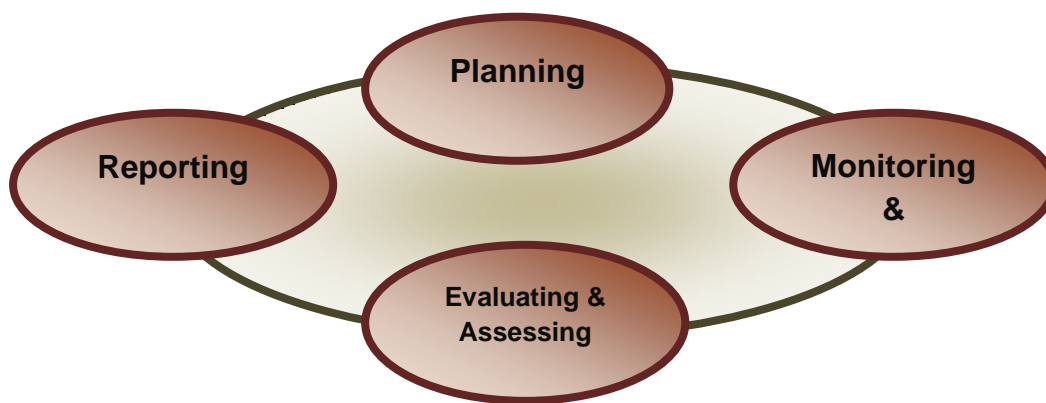 Planning
Reporting
Monitoring
&
Evaluating &
Assessing